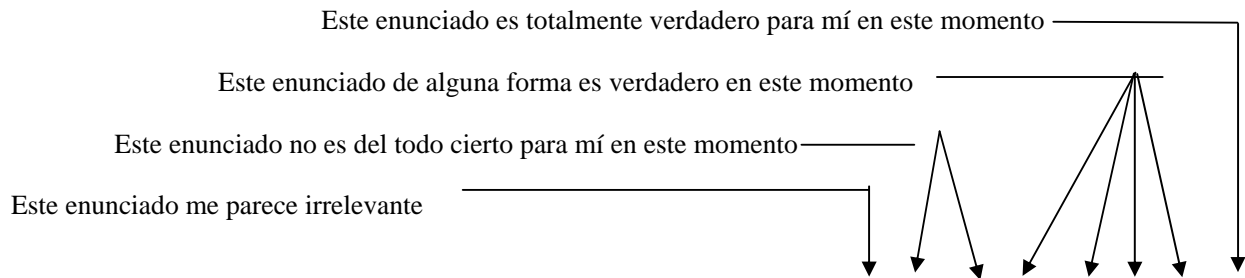 Este enunciado es totalmente verdadero para mí en este momento
Este enunciado de alguna forma es verdadero en este momento
Este enunciado no es del todo cierto para mí en este momento
Este enunciado me parece irrelevante